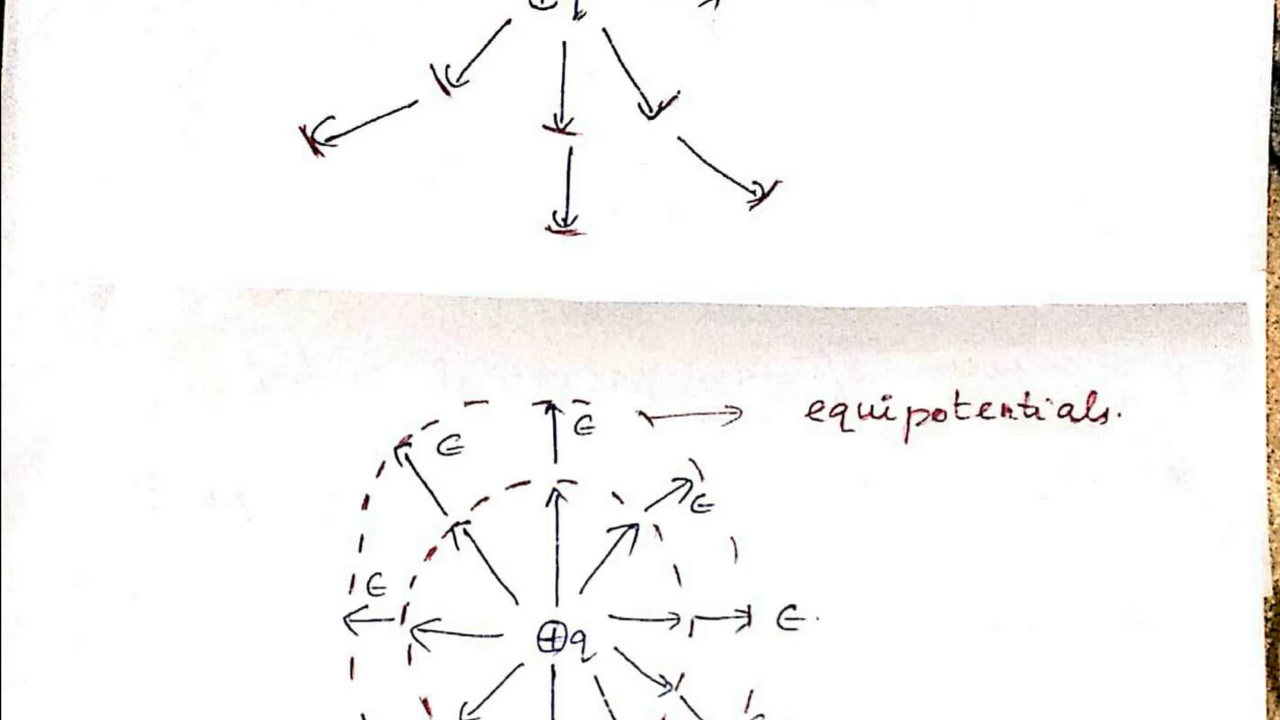 ⊕q
E E → equipotentials.
E
E
⊕q E.